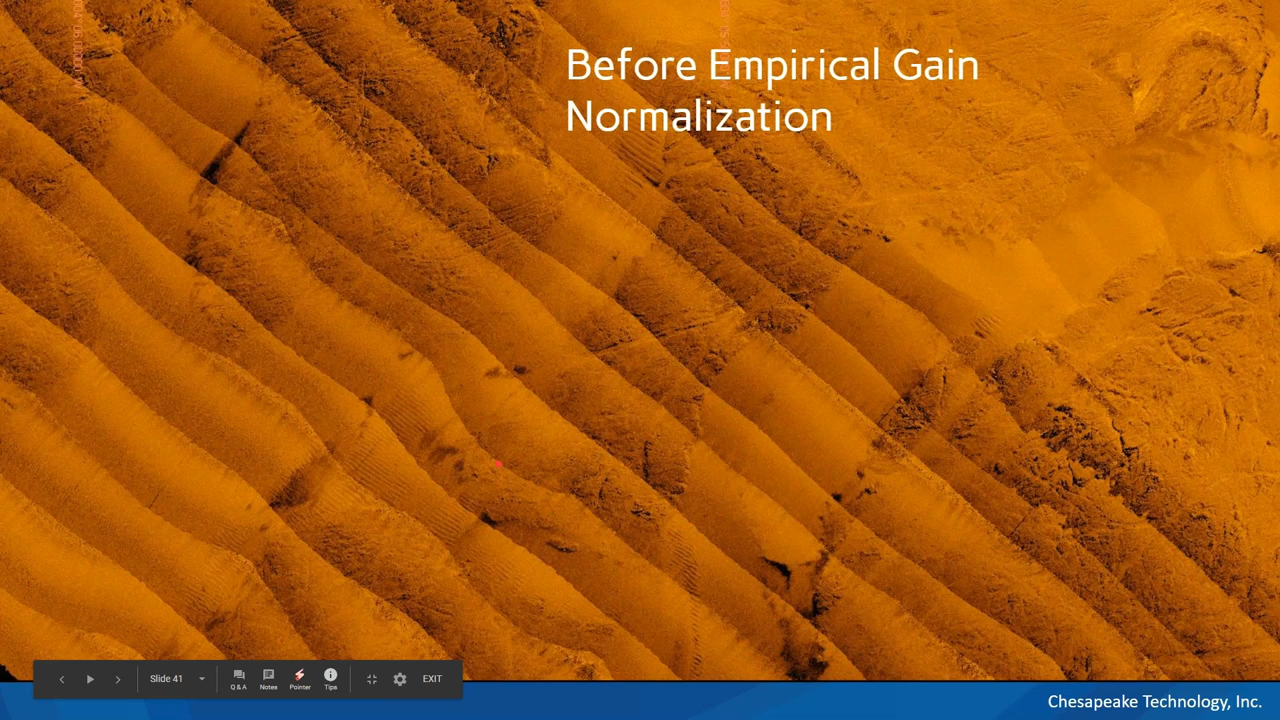 Before Empirical Gain
Normalization
Slide 41
Q & A
Notes
Pointer
Tips
EXIT
Chesapeake Technology, Inc.